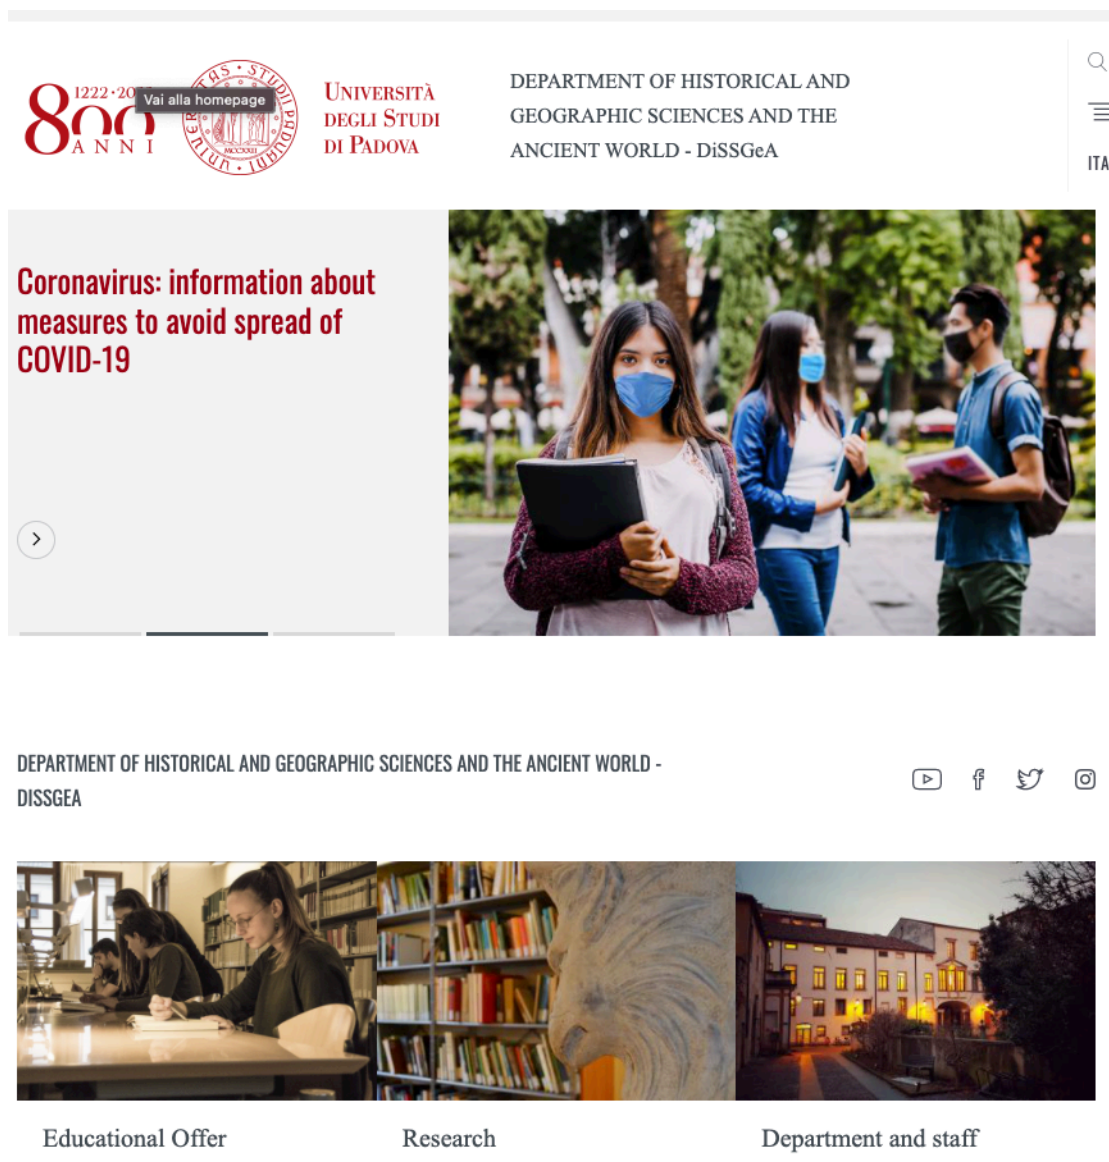 1222·20
800
ANNI
Vai alla homepage
UNIVERSITÀ
DEGLI STUDI
DI PADOVA
DEPARTMENT OF HISTORICAL AND
GEOGRAPHIC SCIENCES AND THE
ANCIENT WORLD - DiSSGeA
ITA
Coronavirus: information about
measures to avoid spread of
COVID-19
DEPARTMENT OF HISTORICAL AND GEOGRAPHIC SCIENCES AND THE ANCIENT WORLD -
DISSGEA
Educational Offer
Research
Department and staff